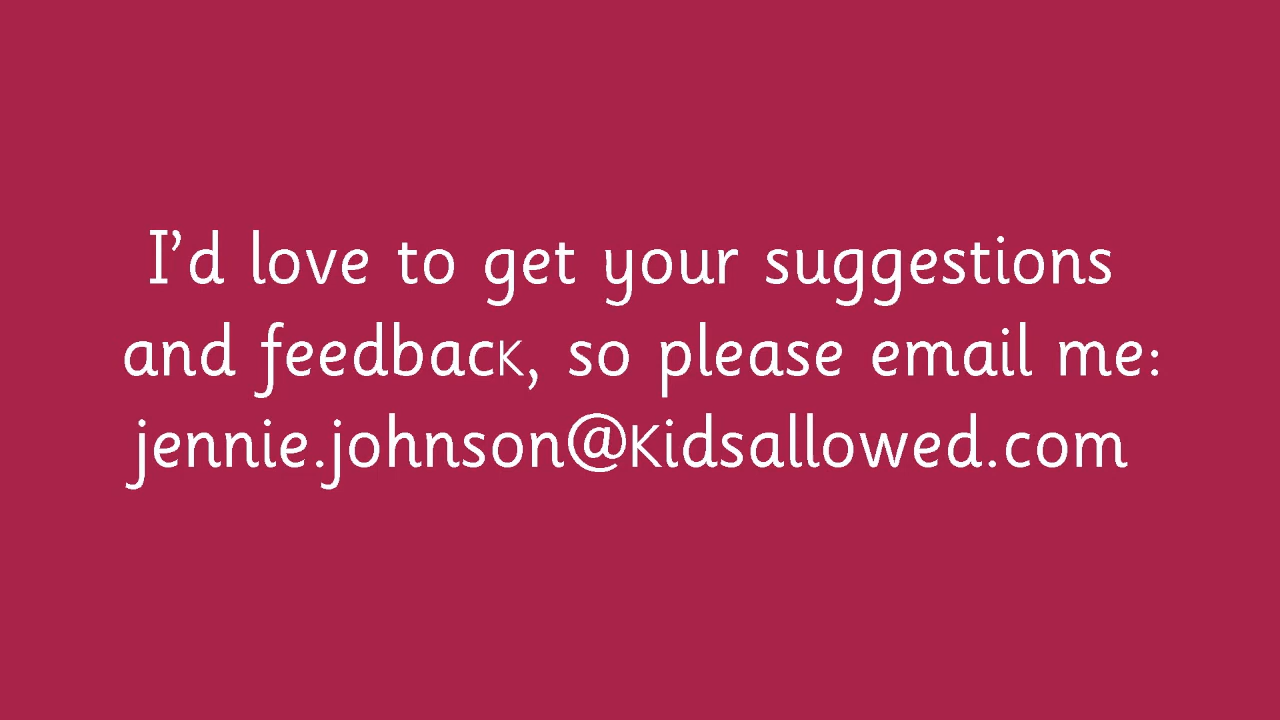 I’d love to get your suggestions
and feedback, so please email me:
jennie.johnson@kidsallowed.com